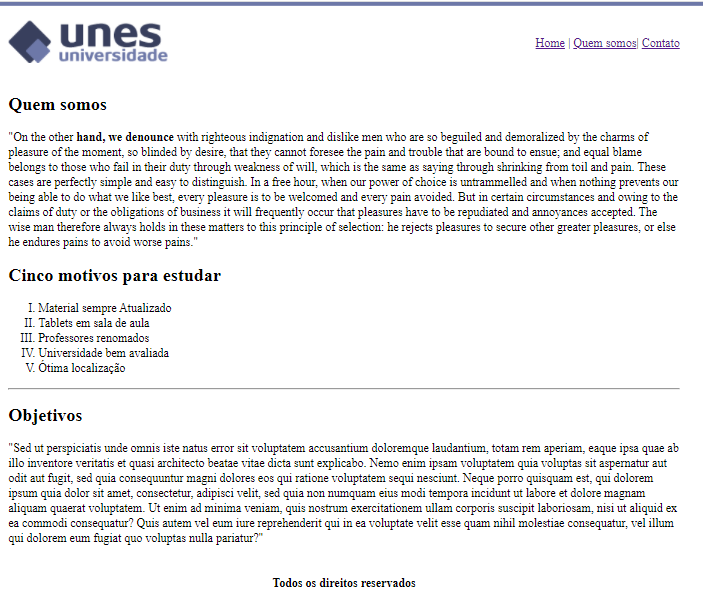 unes
universidade
Home | Quem somos| Contato
Quem somos
"On the other hand, we denounce with righteous indignation and dislike men who are so beguiled and demoralized by the charms of
pleasure of the moment, so blinded by desire, that they cannot foresee the pain and trouble that are bound to ensue; and equal blame
belongs to those who fail in their duty through weakness of will, which is the same as saying through shrinking from toil and pain. These
cases are perfectly simple and easy to distinguish. In a free hour, when our power of choice is untrammelled and when nothing prevents our
being able to do what we like best, every pleasure is to be welcomed and every pain avoided. But in certain circumstances and owing to the
claims of duty or the obligations of business it will frequently occur that pleasures have to be repudiated and annoyances accepted. The
wise man therefore always holds in these matters to this principle of selection: he rejects pleasures to secure other greater pleasures, or else
he endures pains to avoid worse pains."
Cinco motivos para estudar
I. Material sempre Atualizado
II. Tablets em sala de aula
III. Professores renomados
IV. Universidade bem avaliada
V. Ótima localização
Objetivos
"Sed ut perspiciatis unde omnis iste natus error sit voluptatem accusantium doloremque laudantium, totam rem aperiam, eaque ipsa quae ab
illo inventore veritatis et quasi architecto beatae vitae dicta sunt explicabo. Nemo enim ipsam voluptatem quia voluptas sit aspernatur aut
odit aut fugit, sed quia consequuntur magni dolores eos qui ratione voluptatem sequi nesciunt. Neque porro quisquam est, qui dolorem
ipsum quia dolor sit amet, consectetur, adipisci velit, sed quia non numquam eius modi tempora incidunt ut labore et dolore magnam
aliquam quaerat voluptatem. Ut enim ad minima veniam, quis nostrum exercitationem ullam corporis suscipit laboriosam, nisi ut aliquid ex
ea commodi consequatur? Quis autem vel eum iure reprehenderit qui in ea voluptate velit esse quam nihil molestiae consequatur, vel illum
qui dolorem eum fugiat quo voluptas nulla pariatur?"
Todos os direitos reservados